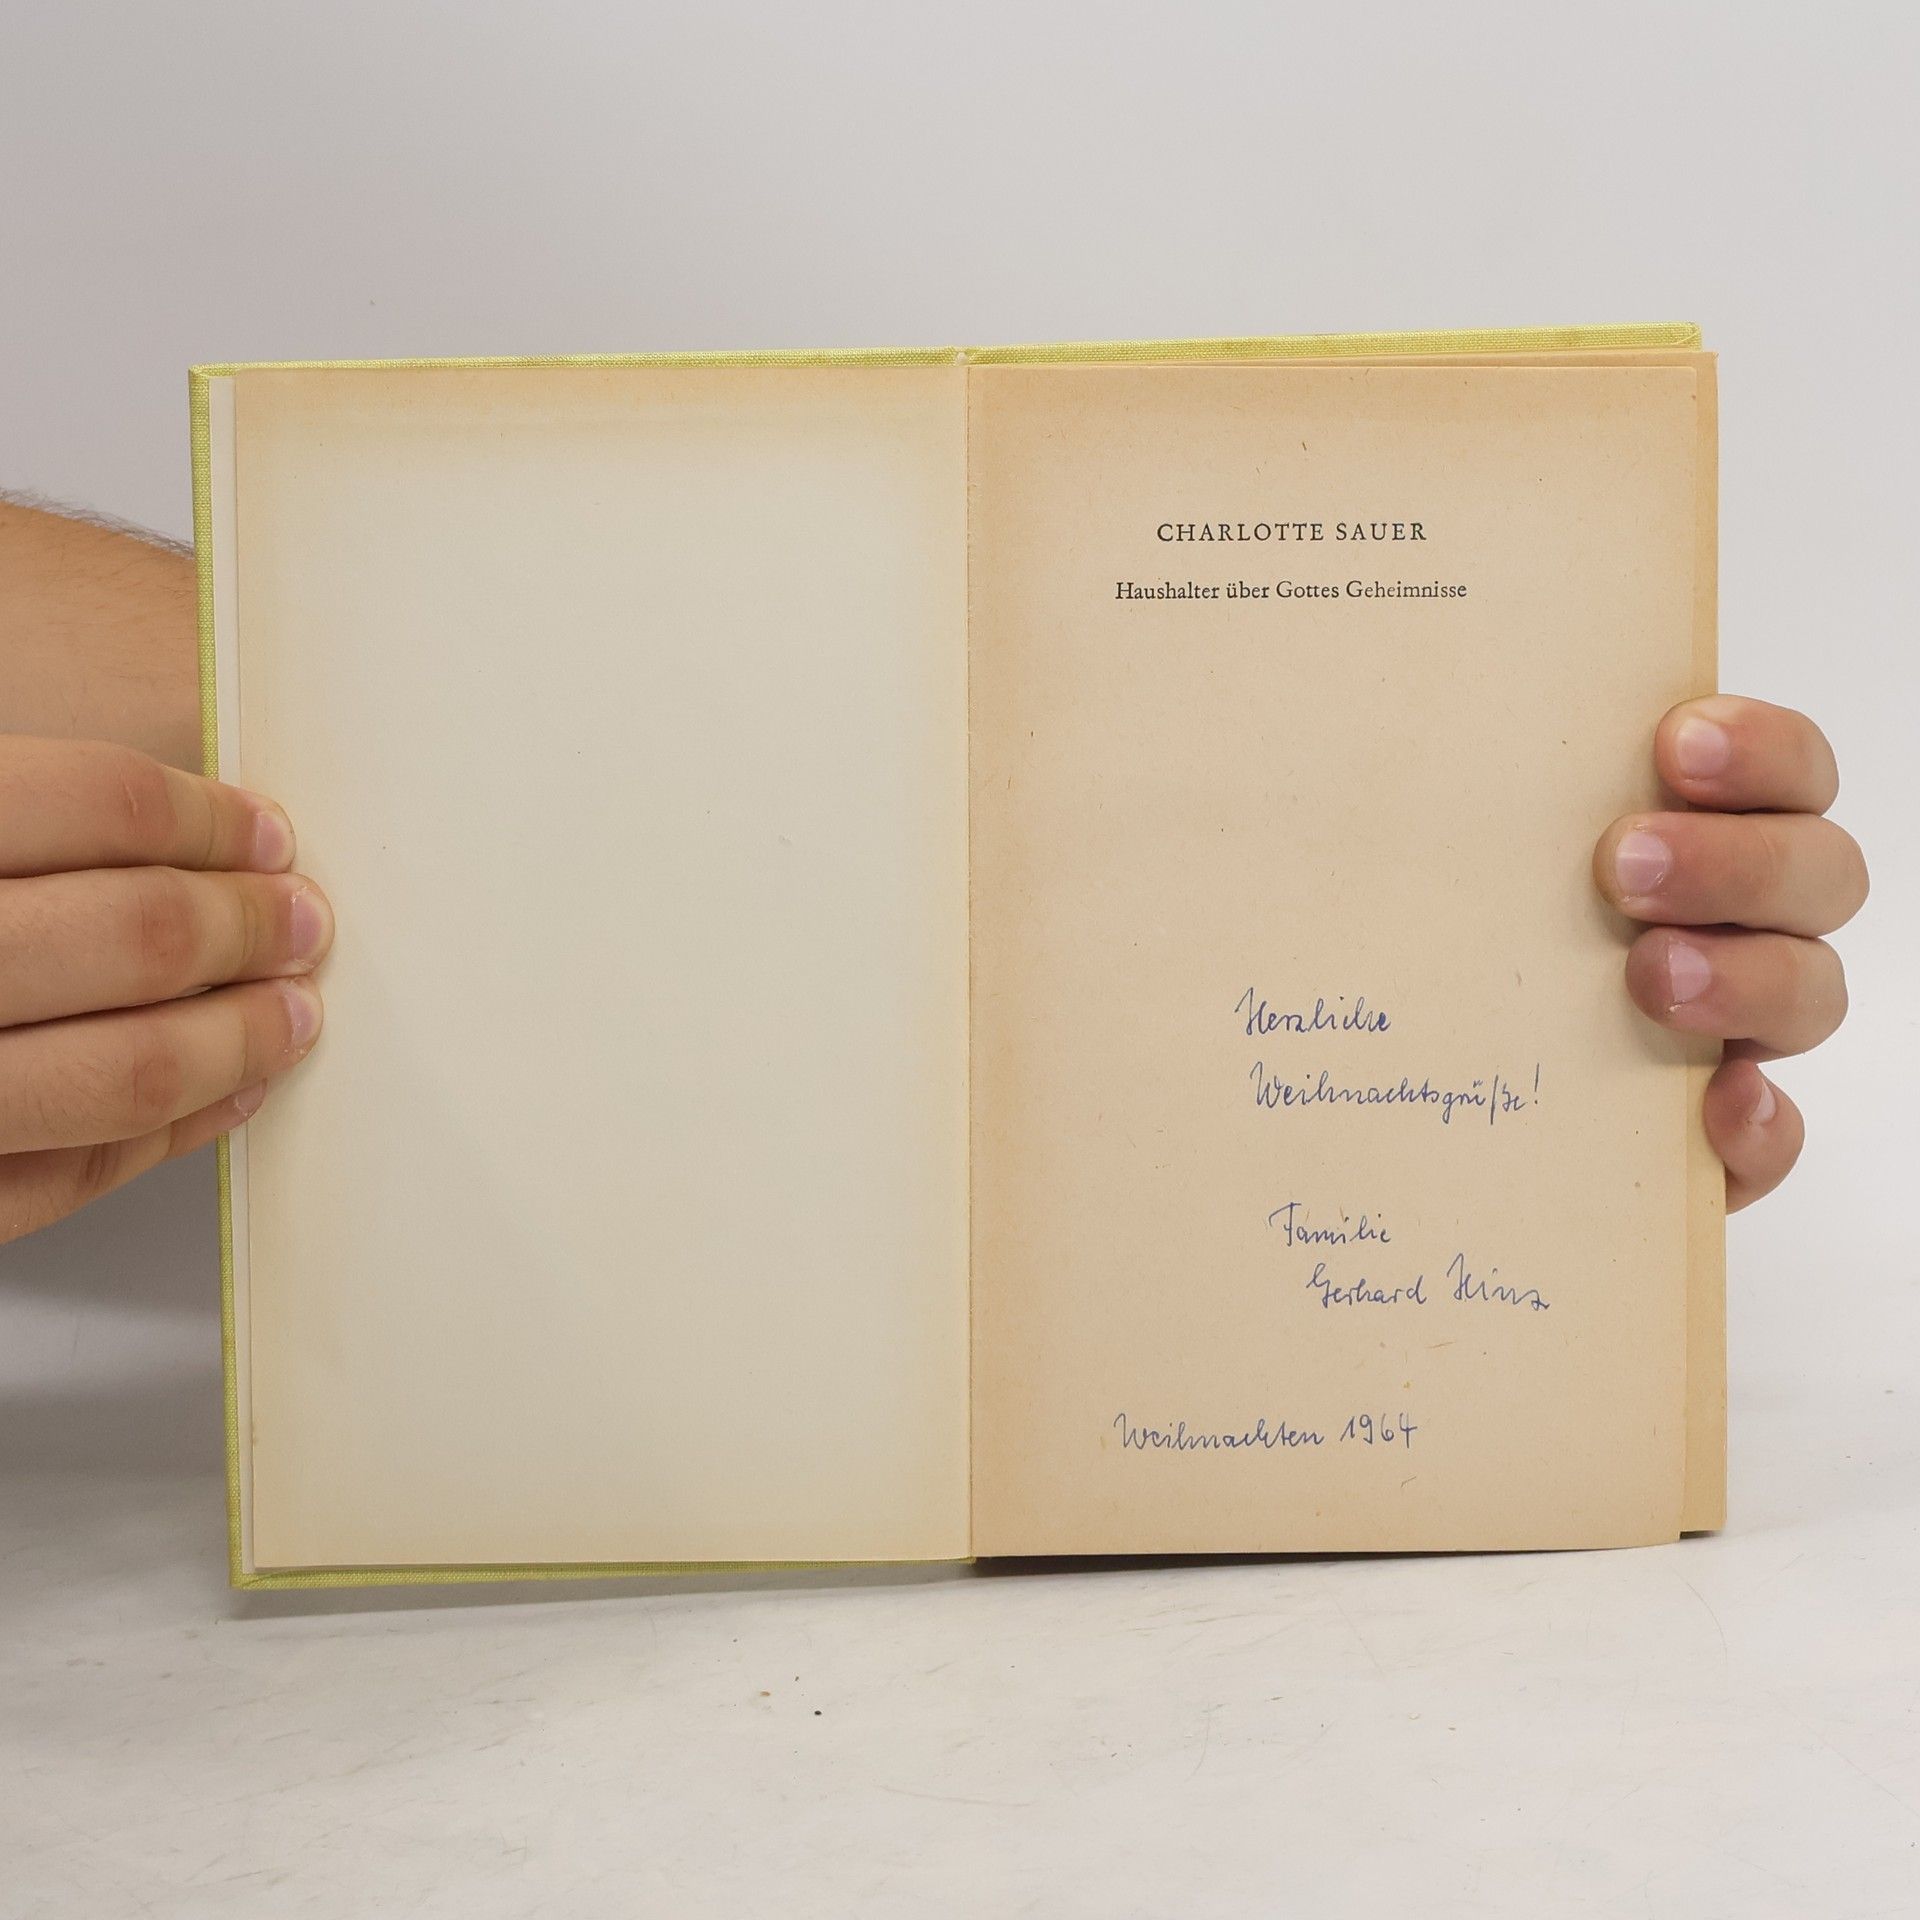 CHARLOTTE SAUER
Haushalter über Gottes Geheimnisse
Herzliche
Weihnachtsgrüße!
Familie
Gerhard Hinz
Weihnachten 1964